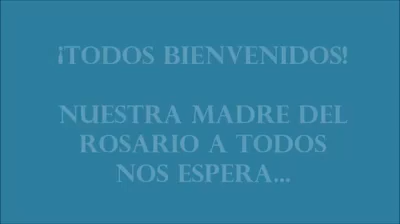 ¡TODOS BIENVENIDOS!
NUESTRA MADRE DEL
ROSARIO A TODOS
NOS ESPERA...